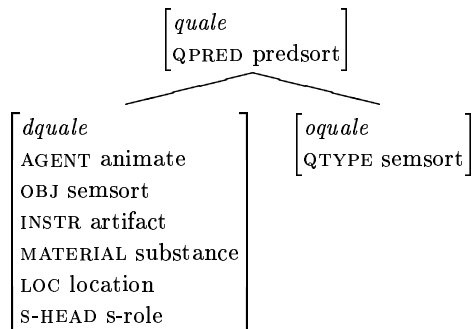 quale
QPRED predsort
dquale
AGENT animate
OBJ semsort
INSTR artifact
MATERIAL substance
LOC location
S-HEAD s-role
oquale
QTYPE semsort